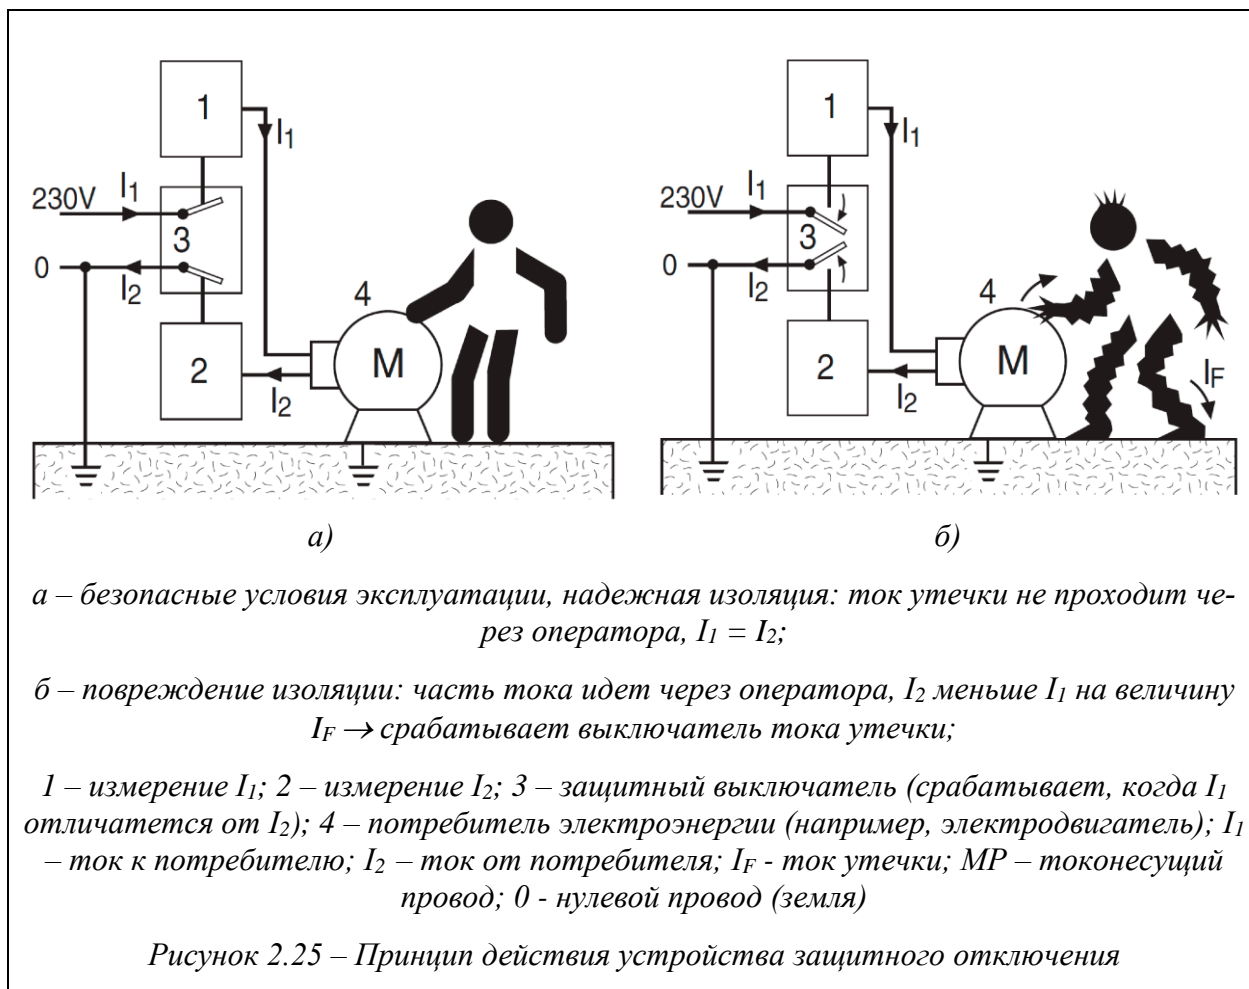 1
I1
230V
I1
3
0
I2
4
2
M
I2
1
I1
230V
I1
3
0
I2
4
2
M
I2
IF
а)
б)
а – безопасные условия эксплуатации, надежная изоляция: ток утечки не проходит че-
рез оператора, I1 = I2;
б – повреждение изоляции: часть тока идет через оператора, I2 меньше I1 на величину
IF → срабатывает выключатель тока утечки;
1 – измерение I1; 2 – измерение I2; 3 – защитный выключатель (срабатывает, когда I1
отличатется от I2); 4 – потребитель электроэнергии (например, электродвигатель); I1
– ток к потребителю; I2 – ток от потребителя; IF - ток утечки; МР – токонесущий
провод; 0 - нулевой провод (земля)
Рисунок 2.25 – Принцип действия устройства защитного отключения